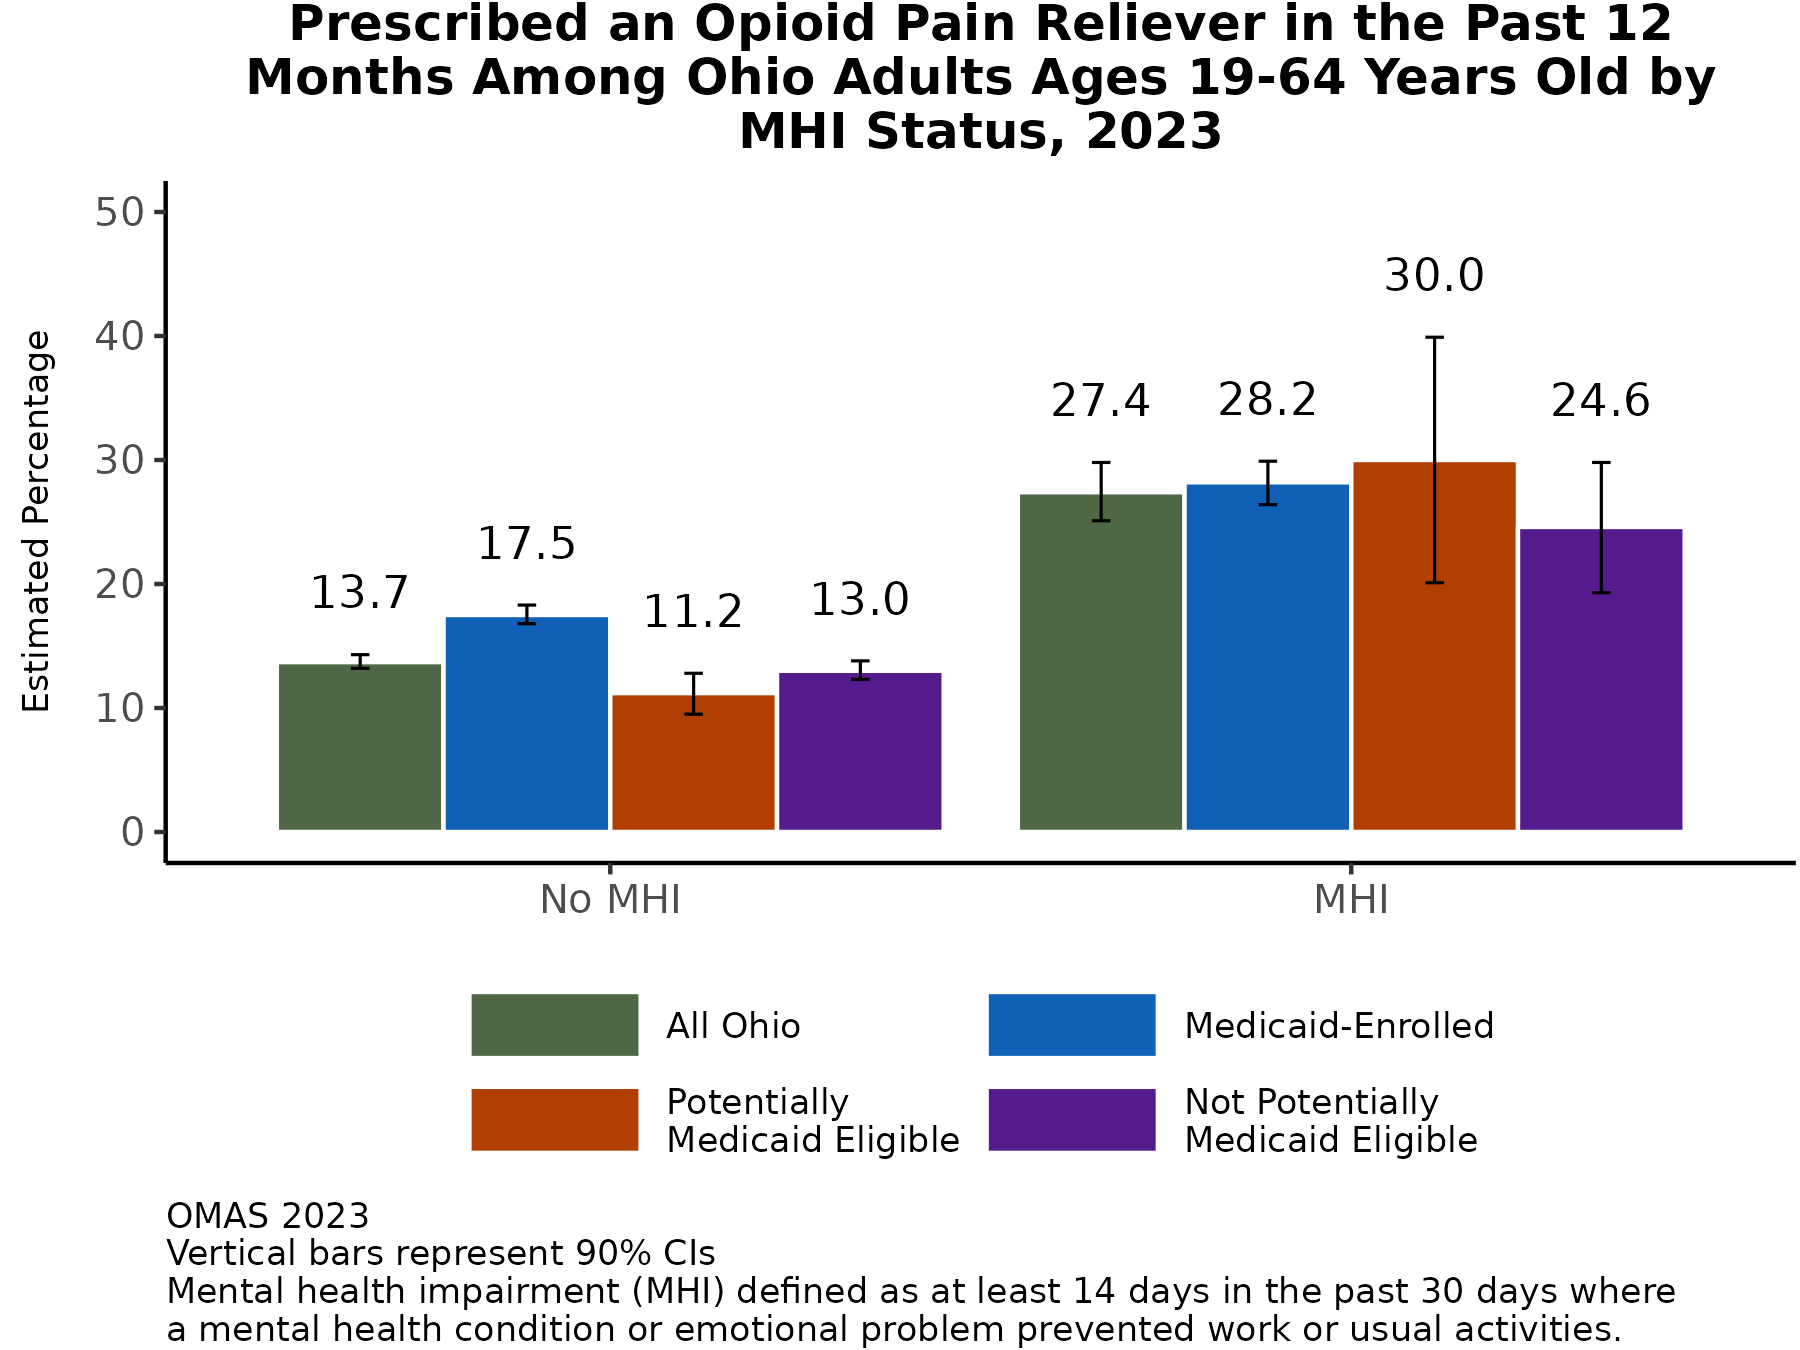 Prescribed an Opioid Pain Reliever in the Past 12
Months Among Ohio Adults Ages 19-64 Years Old by
MHI Status, 2023
Estimated Percentage
50
40
30
20
10
0
13.7
17.5
11.2
13.0
27.4
28.2
30.0
24.6
No MHI
MHI
All Ohio
Medicaid-Enrolled
Potentially
Medicaid Eligible
Not Potentially
Medicaid Eligible
OMAS 2023
Vertical bars represent 90% CIs
Mental health impairment (MHI) defined as at least 14 days in the past 30 days where
a mental health condition or emotional problem prevented work or usual activities.